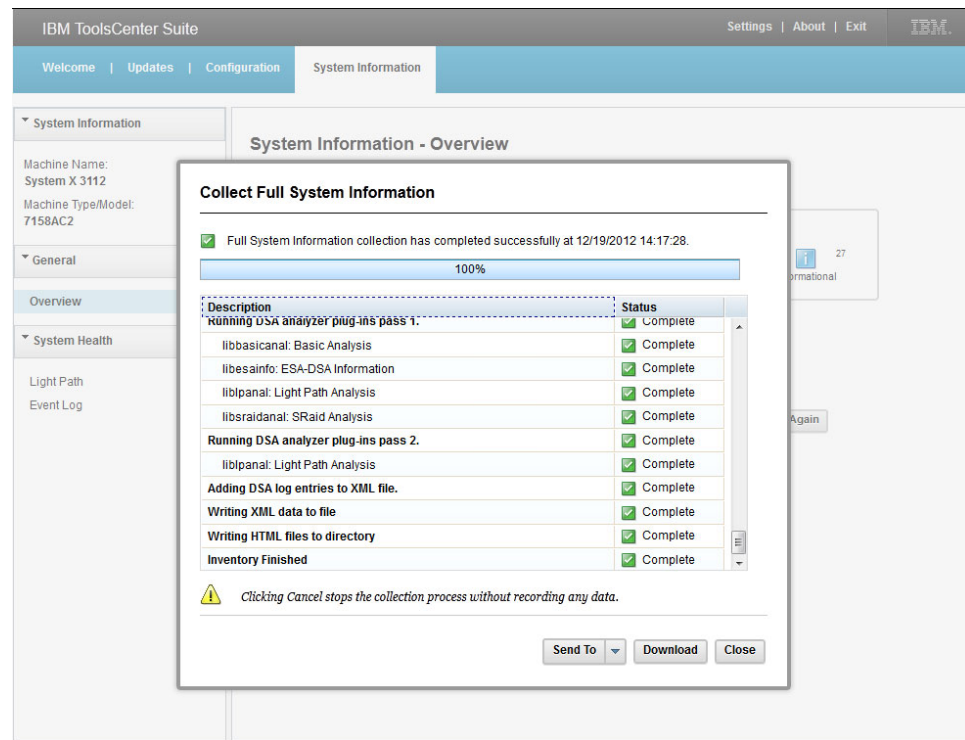 IBM ToolsCenter Suite
Settings | About | Exit
IBM.
Welcome | Updates | Configuration
System Information
System Information
Machine Name:
System X 3112
Machine Type/Model:
7158AC2
General
Overview
System Health
Light Path
Event Log
System Information - Overview
27
ormational
Again
Collect Full System Information
Full System Information collection has completed successfully at 12/19/2012 14:17:28.
100%
Description Status
Running DSA analyzer plug-ins pass 1. Complete
libbasicanal: Basic Analysis Complete
libesainfo: ESA-DSA Information Complete
liblpanal: Light Path Analysis Complete
libsraidanal: SRaid Analysis Complete
Running DSA analyzer plug-ins pass 2. Complete
liblpanal: Light Path Analysis Complete
Adding DSA log entries to XML file. Complete
Writing XML data to file Complete
Writing HTML files to directory Complete
Inventory Finished Complete
Clicking Cancel stops the collection process without recording any data.
Send To Download Close